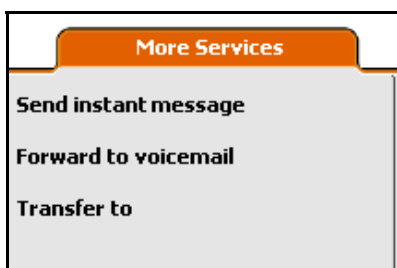 More Services
Send instant message
Forward to voicemail
Transfer to